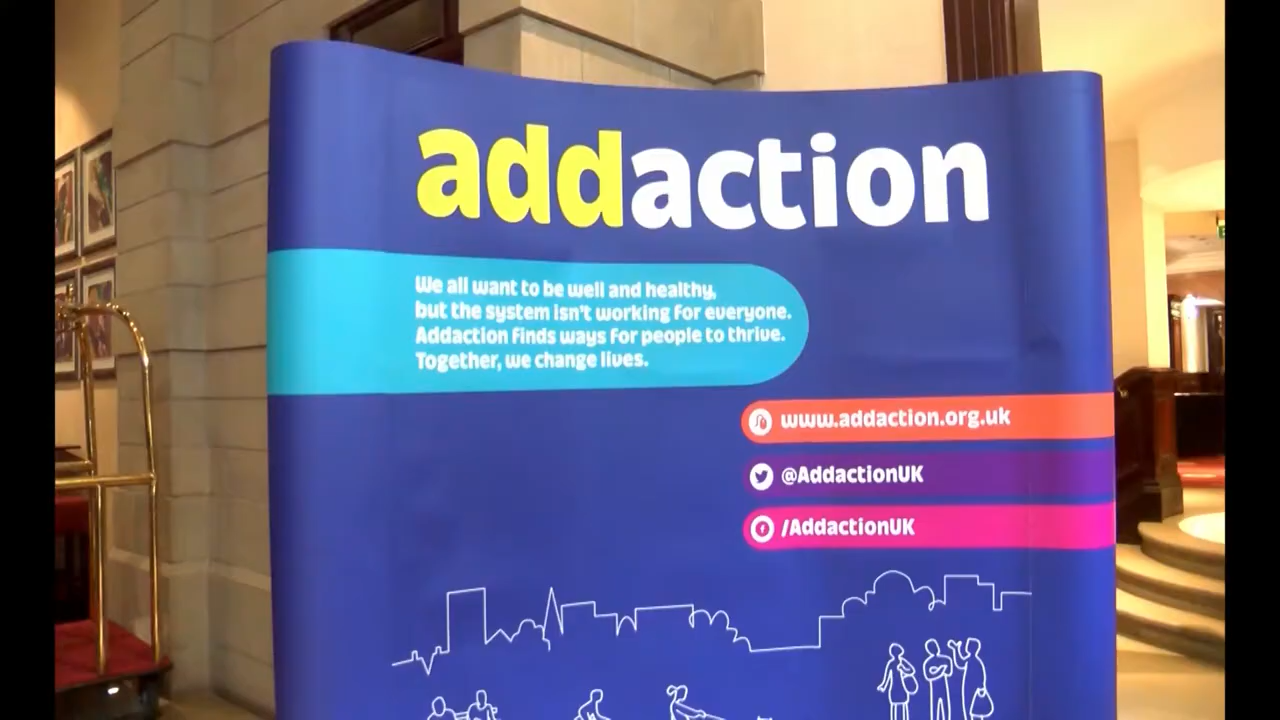 addaction
We all want to be well and healthy,
but the system isn't working for everyone.
Addaction finds ways for people to thrive.
Together, we change lives.
www.addaction.org.uk
@AddactionUK
/AddactionUK